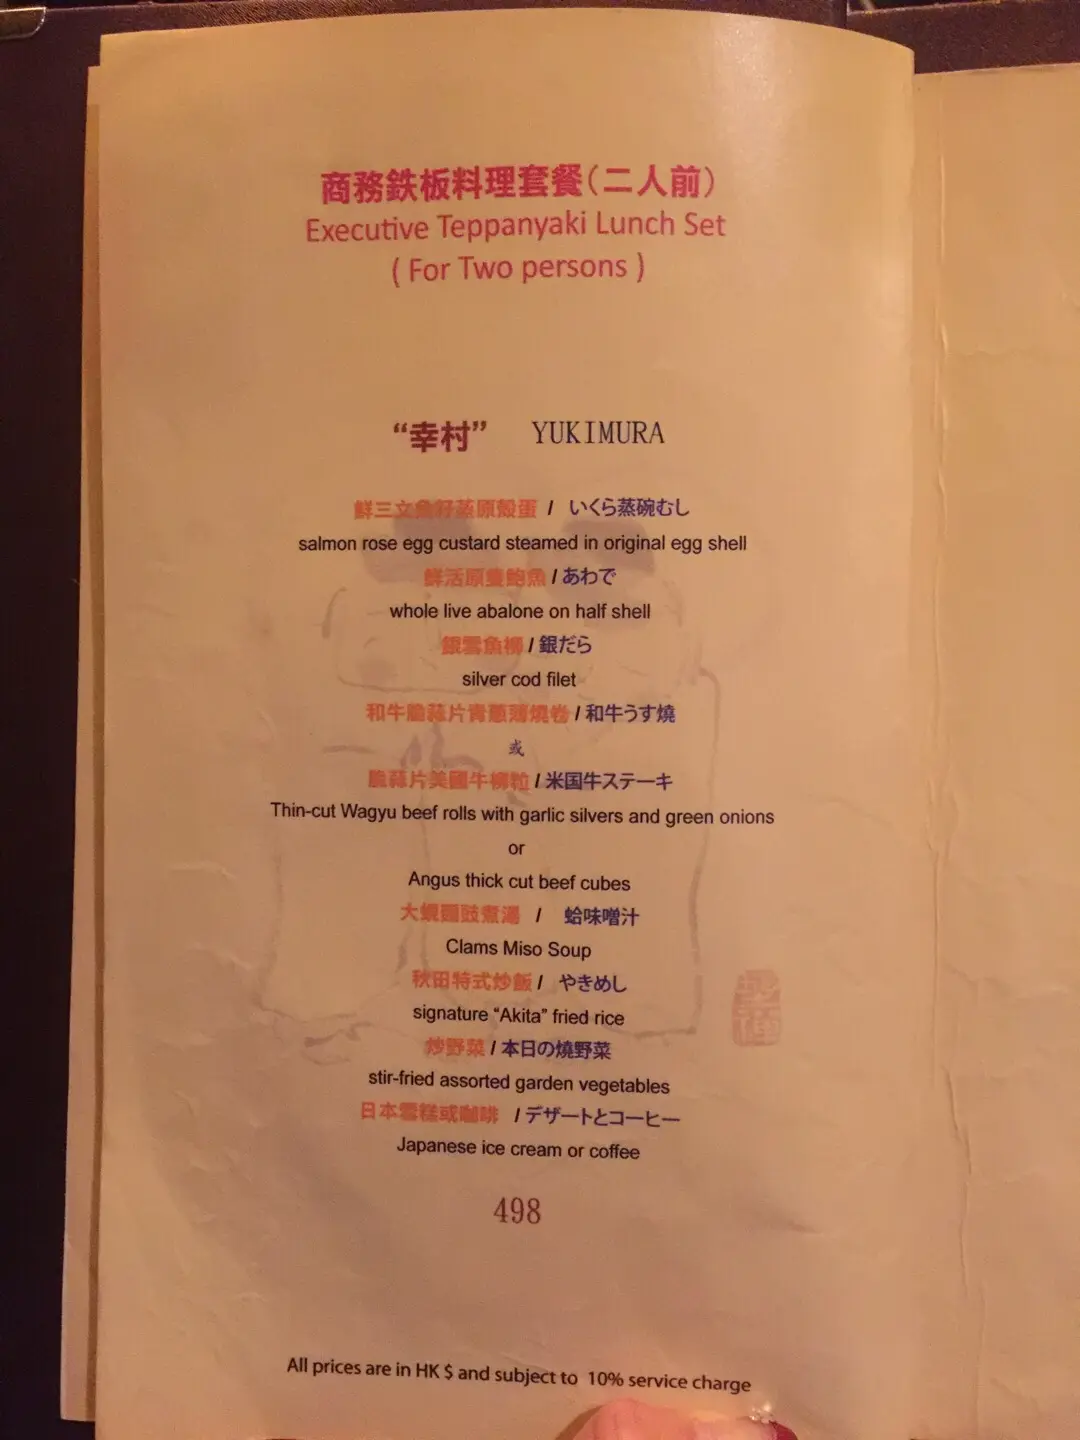 商務鉄板料理套餐（二人前）
Executive Teppanyaki Lunch Set
( For Two persons )
“幸村” YUKIMURA
鮮三文魚籽蒸原殼蛋 / いくら蒸碗むし
salmon rose egg custard steamed in original egg shell
鮮活原隻鮑魚 / あわで
whole live abalone on half shell
銀雪魚柳 / 銀だら
silver cod filet
和牛脆蒜片青蔥薄燒卷 / 和牛うす燒
或
脆蒜片美國牛柳粒 / 米国牛ステーキ
Thin-cut Wagyu beef rolls with garlic silvers and green onions
or
Angus thick cut beef cubes
大蜆麵豉煮湯 / 蛤味噌汁
Clams Miso Soup
秋田特式炒飯 / やきめし
signature “Akita” fried rice
炒野菜 / 本日の燒野菜
stir-fried assorted garden vegetables
日本雪糕或咖啡 / デザートとコーヒー
Japanese ice cream or coffee
498
All prices are in HK $ and subject to 10% service charge